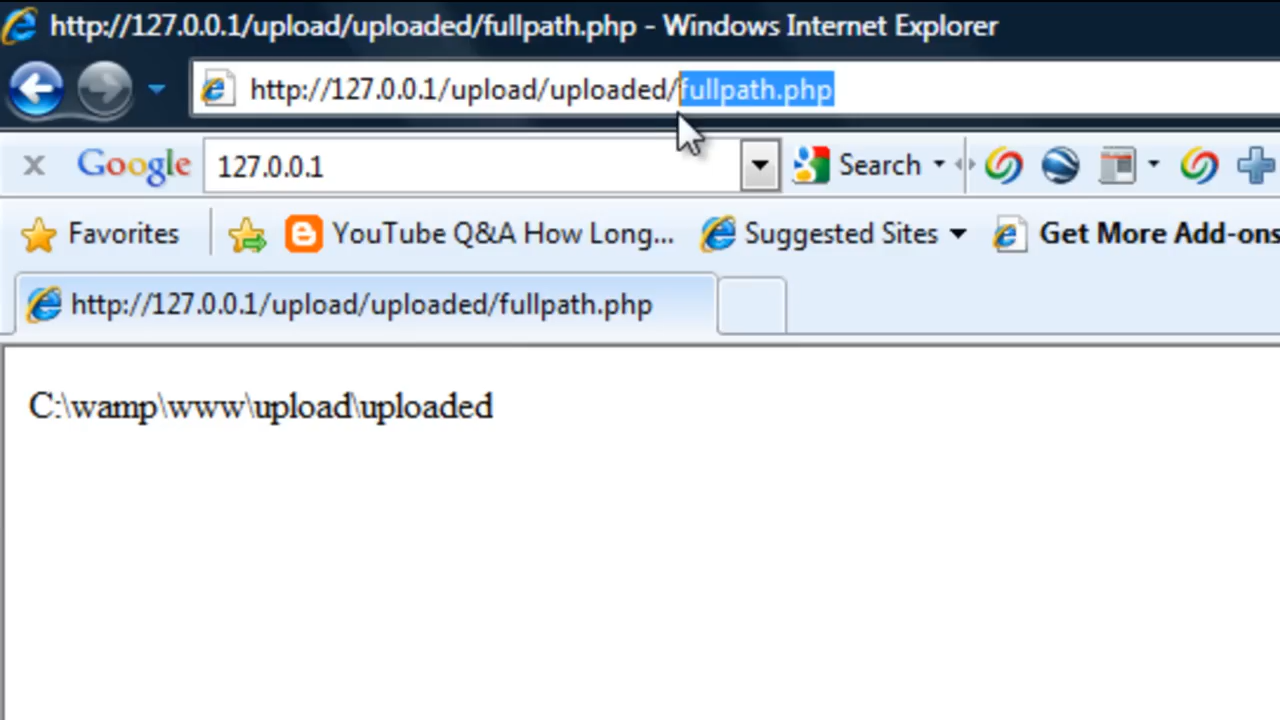 http://127.0.0.1/upload/uploaded/fullpath.php - Windows Internet Explorer
http://127.0.0.1/upload/uploaded/fullpath.php
Google 127.0.0.1 Search
Favorites YouTube Q&A How Long... Suggested Sites Get More Add-ons
http://127.0.0.1/upload/uploaded/fullpath.php
C:\wamp\www\upload\uploaded